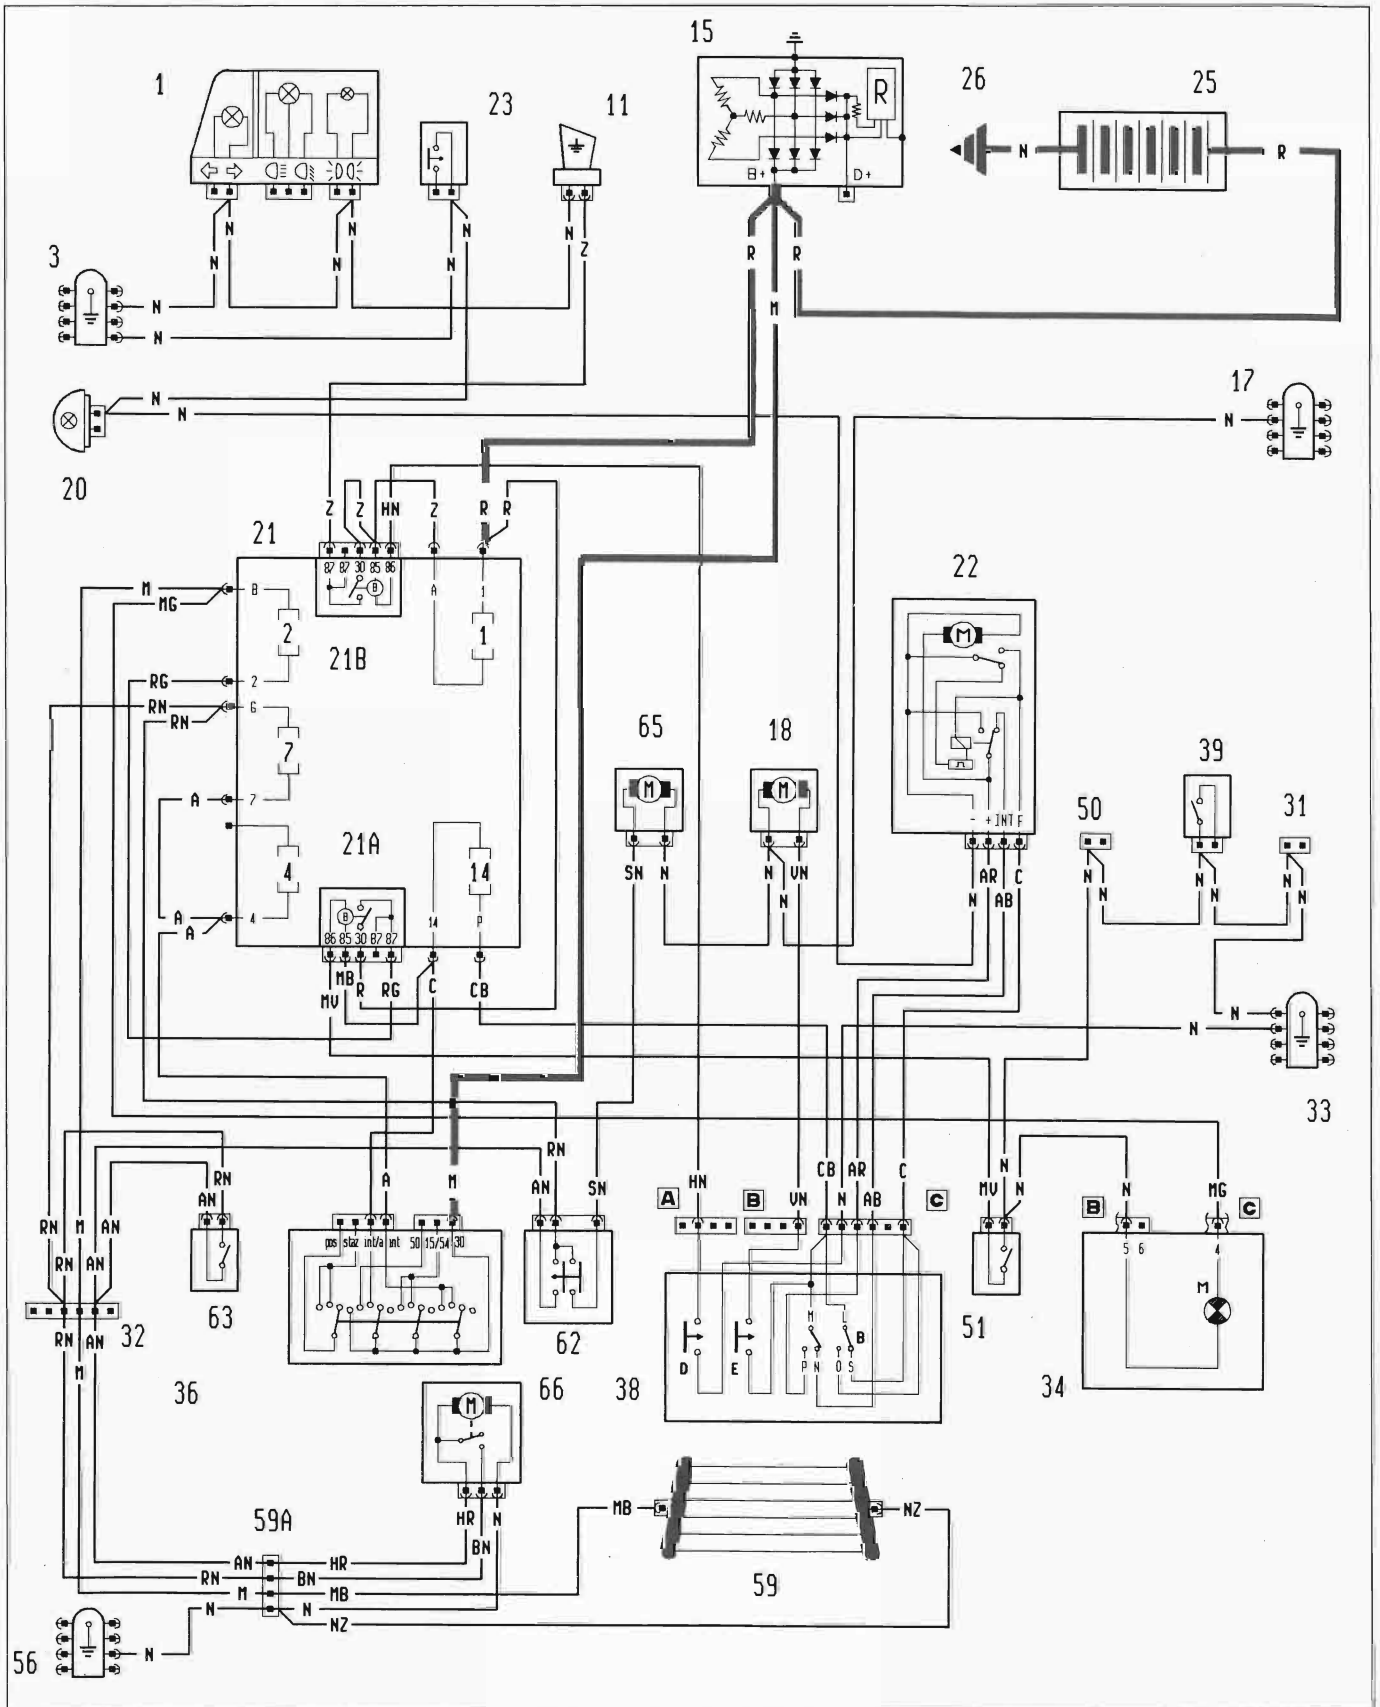 15
1
23
11
26
25
R
B+
D+
N
R
N
N
N
N
N
N
N
Z
R
R
3
M
N
N
17
N
N
N
20
Z
Z
HN
Z
R
R
21
87 87 30 85 86
22
M
B
B
A
1
MG
2
1
M
21B
RG
2
RN
G
RN
65
18
7
39
M
M
A
7
50
31
- + INT F
21A
4
14
SN
N
N
VN
AR
C
N
N
N
N
N
N
N
AB
A
4
B
14
P
A
86 85 30 87 87
MB
R
RG
C
CB
MV
N
N
33
RN
A
M
AN
SN
HN
CB
AR
C
N
MV
N
N
MG
RN
AN
A
B
VN
N
AB
C
B
C
RN
M
AN
pos staz int/a int
50 15/54 30
5 6
4
RN
AN
M
M
L
B
32
63
62
51
RN
AN
D
E
P N
O S
M
36
66
38
34
M
59A
HR
N
MB
NZ
BN
AN
HR
RN
BN
59
M
MB
N
N
NZ
56
N